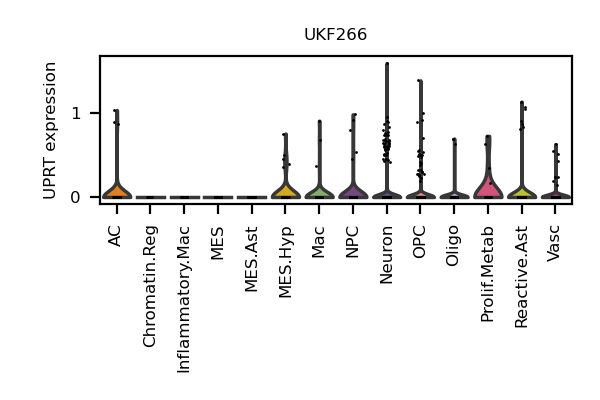 UKF266
UPRT expression
1
0
AC
Chromatin.Reg
Inflammatory.Mac
MES
MES.Ast
MES.Hyp
Mac
NPC
Neuron
OPC
Oligo
Prolif.Metab
Reactive.Ast
Vasc